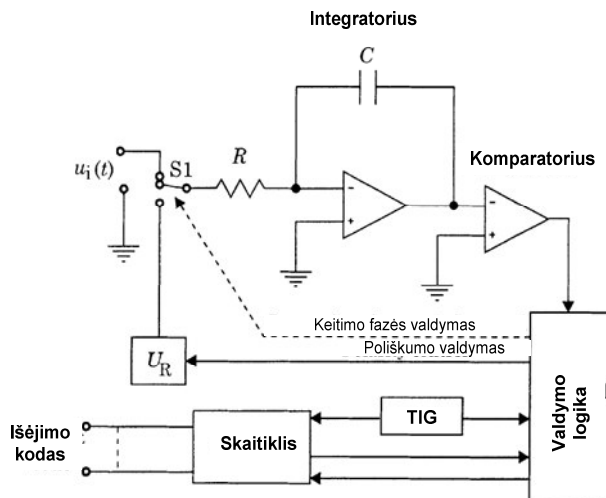 Integratorius
C
Komparatorius
u_i(t)
S1
R
−
+
−
+
Keitimo fazės valdymas
Poliškumo valdymas
U_R
Valdymo
logika
TIG
Išėjimo
kodas
Skaitiklis